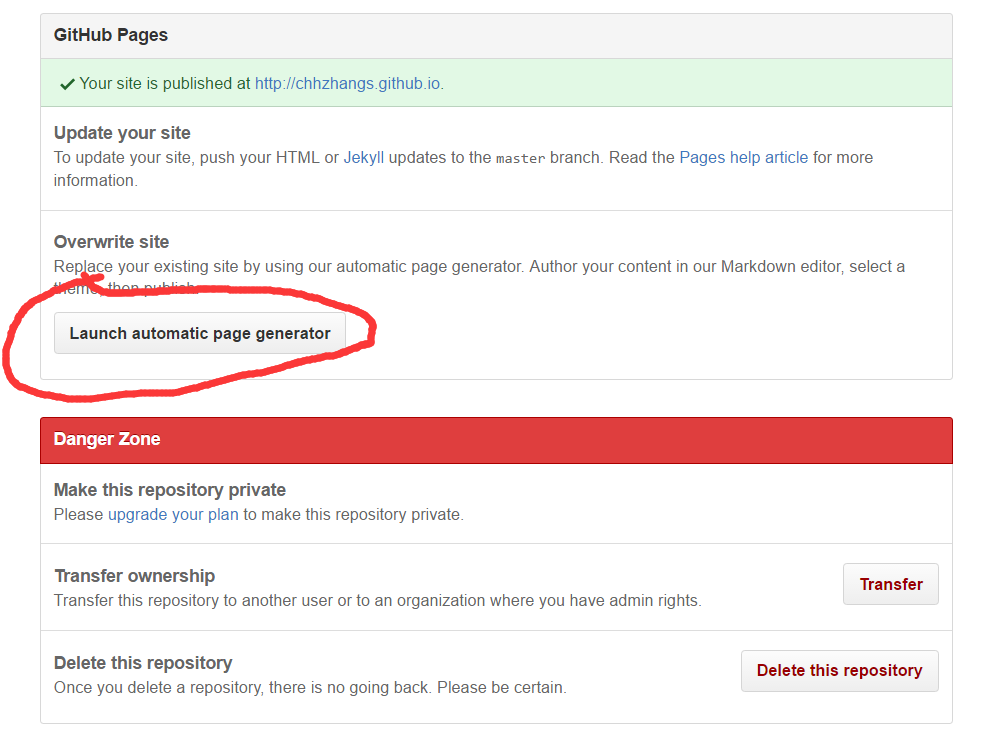 GitHub Pages
Your site is published at http://chhzhangs.github.io.
Update your site
To update your site, push your HTML or Jekyll updates to the master branch. Read the Pages help article for more
information.
Overwrite site
Replace your existing site by using our automatic page generator. Author your content in our Markdown editor, select a
theme, then publish.
Launch automatic page generator
Danger Zone
Make this repository private
Please upgrade your plan to make this repository private.
Transfer ownership
Transfer this repository to another user or to an organization where you have admin rights.
Transfer
Delete this repository
Once you delete a repository, there is no going back. Please be certain.
Delete this repository